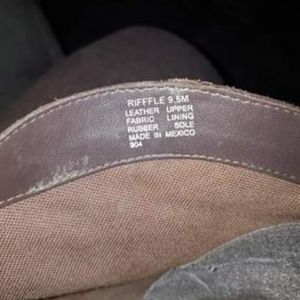 RIFFFLE 9.5M
LEATHER UPPER
FABRIC LINING
RUBBER SOLE
MADE IN MEXICO
904